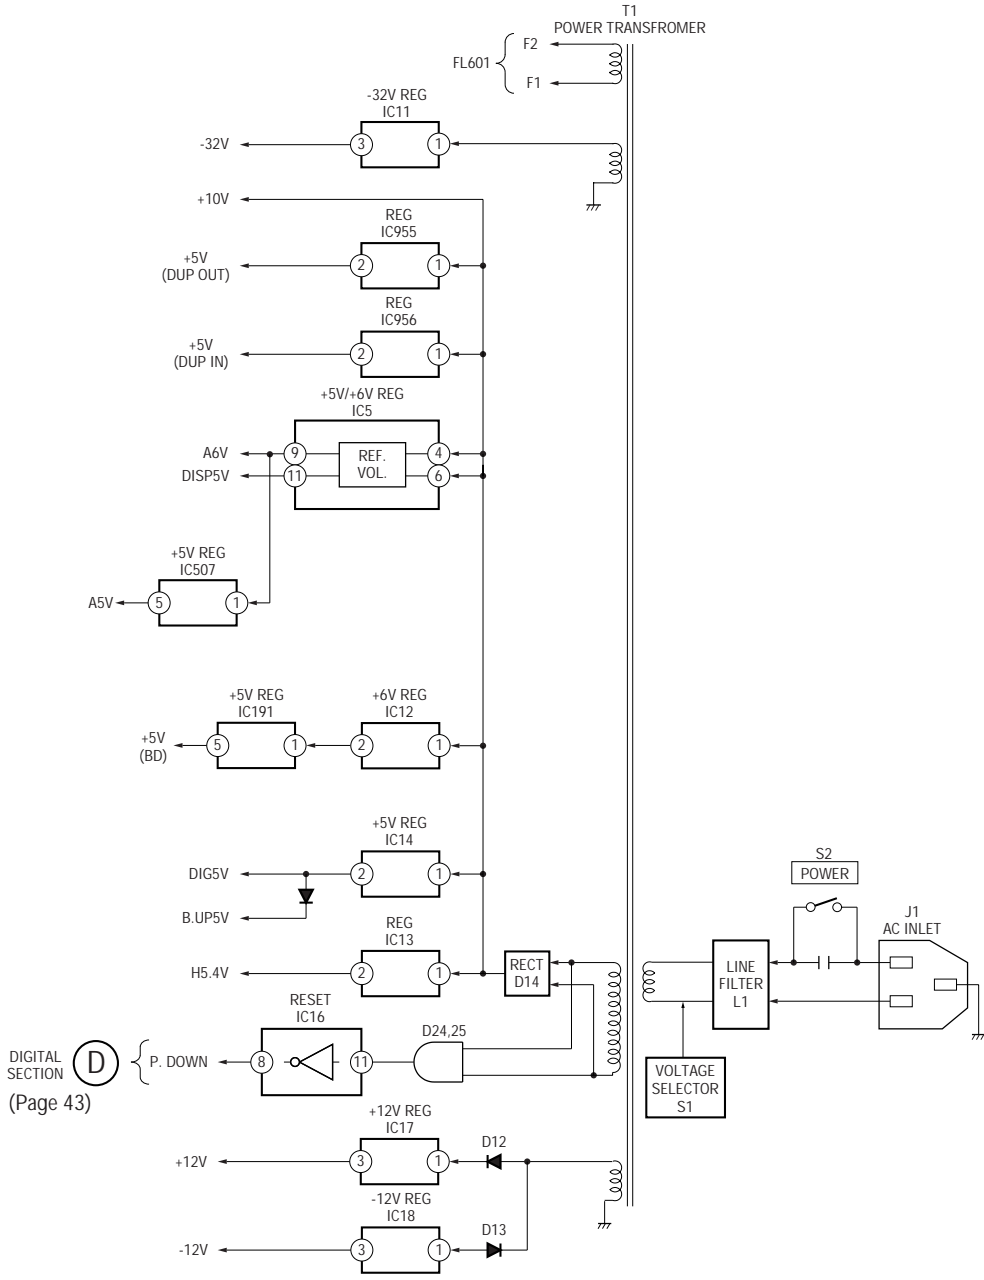 T1
POWER TRANSFROMER
F2
FL601
F1
-32V REG
IC11
-32V
3
1
+10V
REG
IC955
+5V
(DUP OUT)
2
1
REG
IC956
+5V
(DUP IN)
2
1
+5V/+6V REG
IC5
A6V
9
REF.
VOL.
4
DISP5V
11
6
+5V REG
IC507
A5V
5
1
+5V REG
IC191
+6V REG
IC12
+5V
(BD)
5
1
2
1
+5V REG
IC14
DIG5V
2
1
B.UP5V
REG
IC13
H5.4V
2
1
RECT
D14
S2
POWER
J1
AC INLET
LINE
FILTER
L1
VOLTAGE
SELECTOR
S1
RESET
IC16
D24,25
DIGITAL
SECTION
D
(Page 43)
P. DOWN
8
11
+12V REG
IC17
D12
+12V
3
1
-12V REG
IC18
D13
-12V
3
1